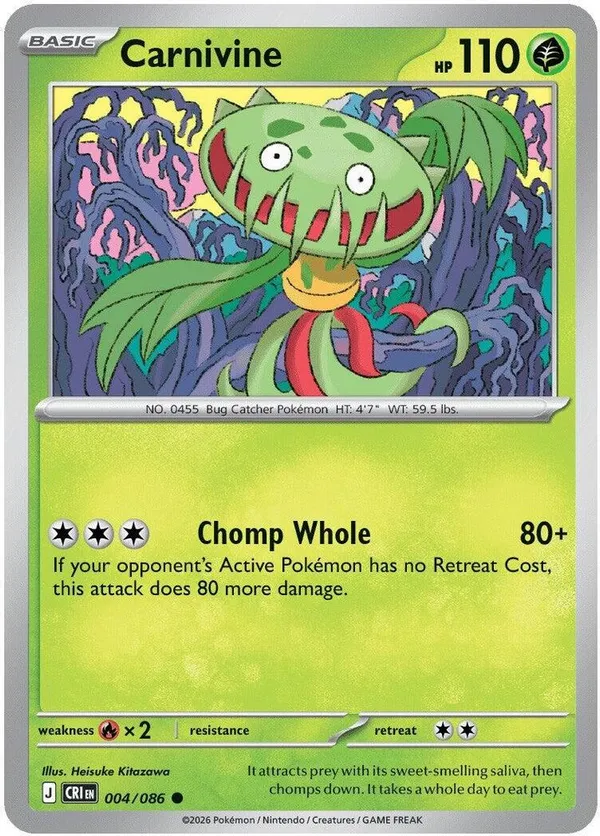 BASIC
Carnivine
HP 110
NO. 0455 Bug Catcher Pokémon HT: 4'7" WT: 59.5 lbs.
Chomp Whole 80+
If your opponent's Active Pokémon has no Retreat Cost,
this attack does 80 more damage.
weakness ×2 resistance retreat
Illus. Heisuke Kitazawa
It attracts prey with its sweet-smelling saliva, then
chomps down. It takes a whole day to eat prey.
J CRI EN 004/086
©2026 Pokémon / Nintendo / Creatures / GAME FREAK